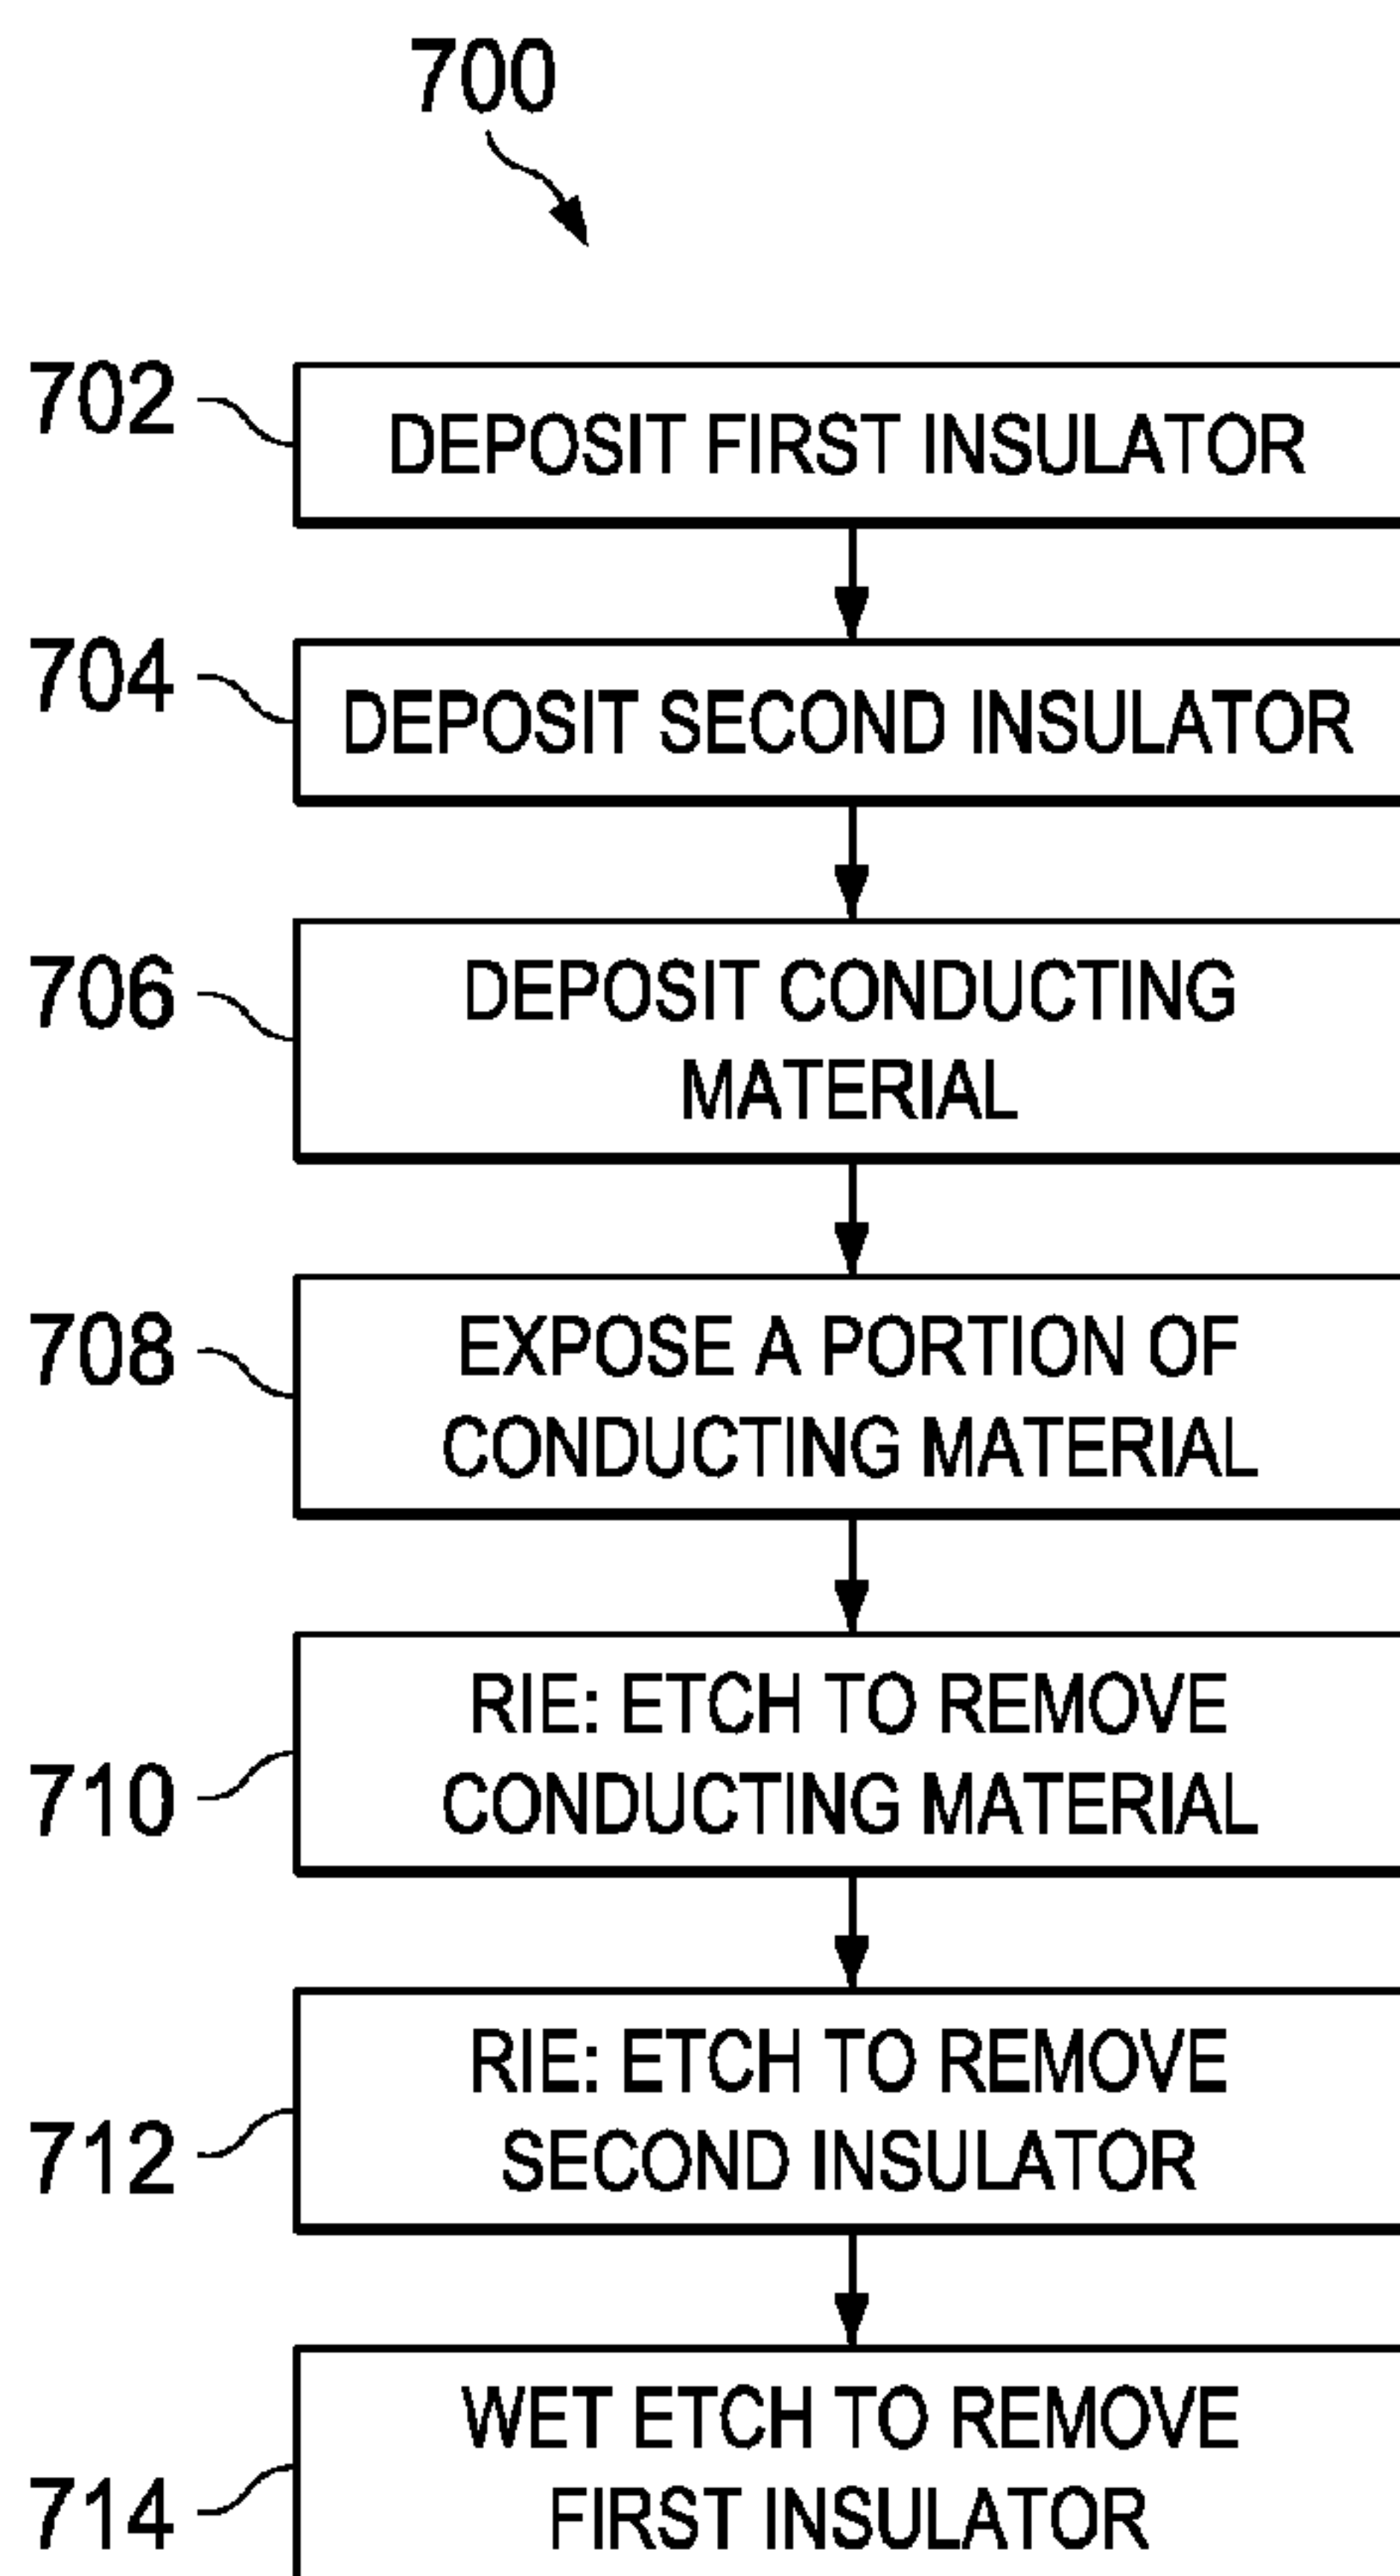 700
702
DEPOSIT FIRST INSULATOR
704
DEPOSIT SECOND INSULATOR
706
DEPOSIT CONDUCTING
MATERIAL
708
EXPOSE A PORTION OF
CONDUCTING MATERIAL
710
RIE: ETCH TO REMOVE
CONDUCTING MATERIAL
712
RIE: ETCH TO REMOVE
SECOND INSULATOR
714
WET ETCH TO REMOVE
FIRST INSULATOR